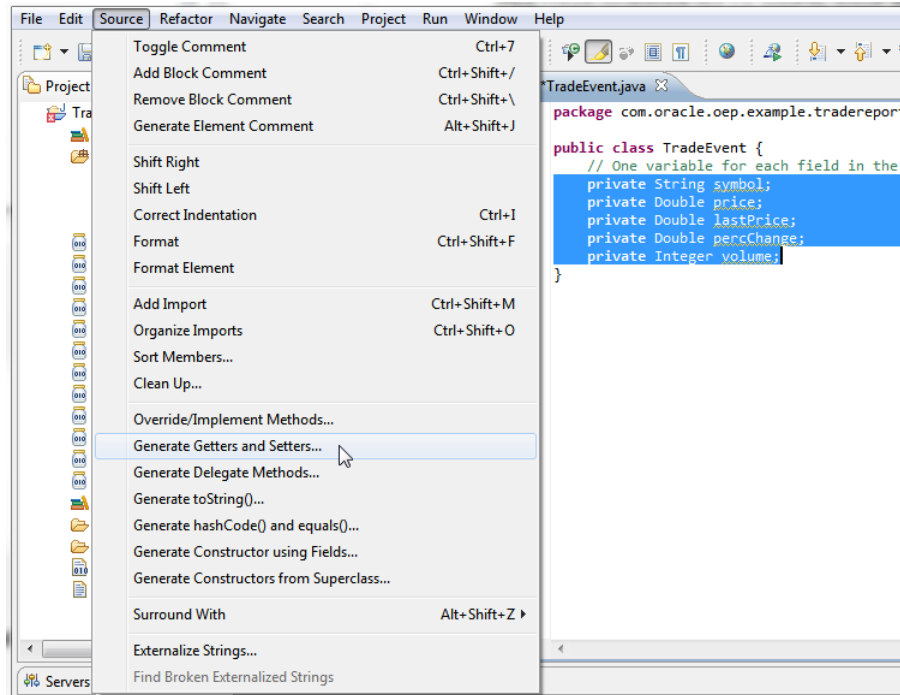 File Edit Source Refactor Navigate Search Project Run Window Help
Project
*TradeEvent.java
Tra
Toggle Comment Ctrl+7
Add Block Comment Ctrl+Shift+/
Remove Block Comment Ctrl+Shift+\
Generate Element Comment Alt+Shift+J
Shift Right
Shift Left
Correct Indentation Ctrl+I
Format Ctrl+Shift+F
Format Element
Add Import Ctrl+Shift+M
Organize Imports Ctrl+Shift+O
Sort Members...
Clean Up...
Override/Implement Methods...
Generate Getters and Setters...
Generate Delegate Methods...
Generate toString()...
Generate hashCode() and equals()...
Generate Constructor using Fields...
Generate Constructors from Superclass...
Surround With Alt+Shift+Z
Externalize Strings...
Find Broken Externalized Strings
package com.oracle.oep.example.traderepor
public class TradeEvent {
// One variable for each field in the
private String symbol;
private Double price;
private Double lastPrice;
private Double percChange;
private Integer volume;
}
Servers